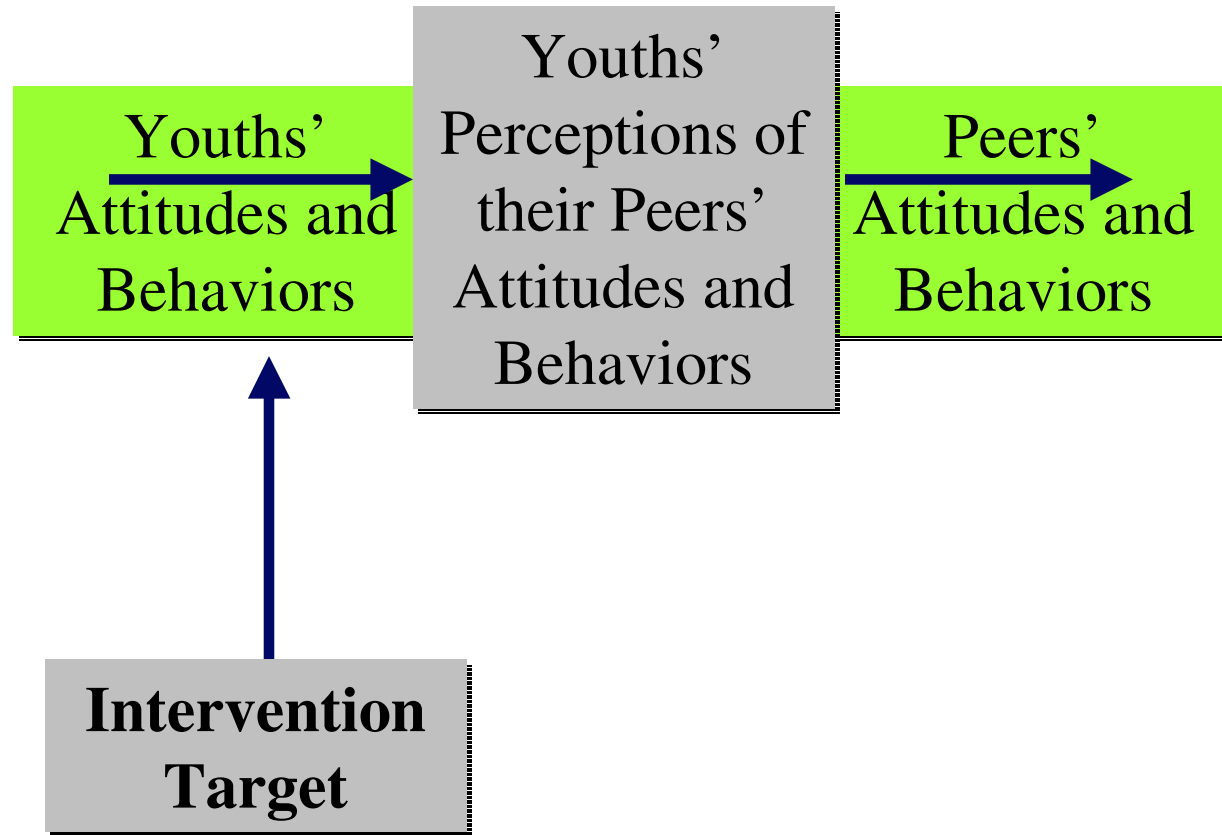 Youths’
Attitudes and
Behaviors
Youths’
Perceptions of
their Peers’
Attitudes and
Behaviors
Peers’
Attitudes and
Behaviors
Intervention
Target